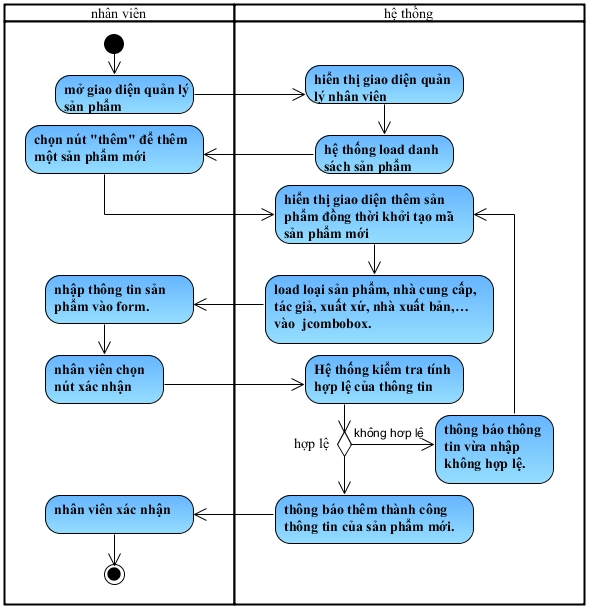 nhân viên
hệ thống
mở giao diện quản lý
sản phẩm
hiển thị giao diện quản
lý nhân viên
hệ thống load danh
sách sản phẩm
chọn nút "thêm" để thêm
một sản phẩm mới
hiển thị giao diện thêm sản
phẩm đồng thời khởi tạo mã
sản phẩm mới
load loại sản phẩm, nhà cung cấp,
tác giả, xuất xứ, nhà xuất bản,...
vào jcombobox.
nhập thông tin sản
phẩm vào form.
nhân viên chọn
nút xác nhận
Hệ thống kiểm tra tính
hợp lệ của thông tin
không hơp lệ
hợp lệ
thông báo thông
tin vừa nhập
không hợp lệ.
thông báo thêm thành công
thông tin của sản phẩm mới.
nhân viên xác nhận